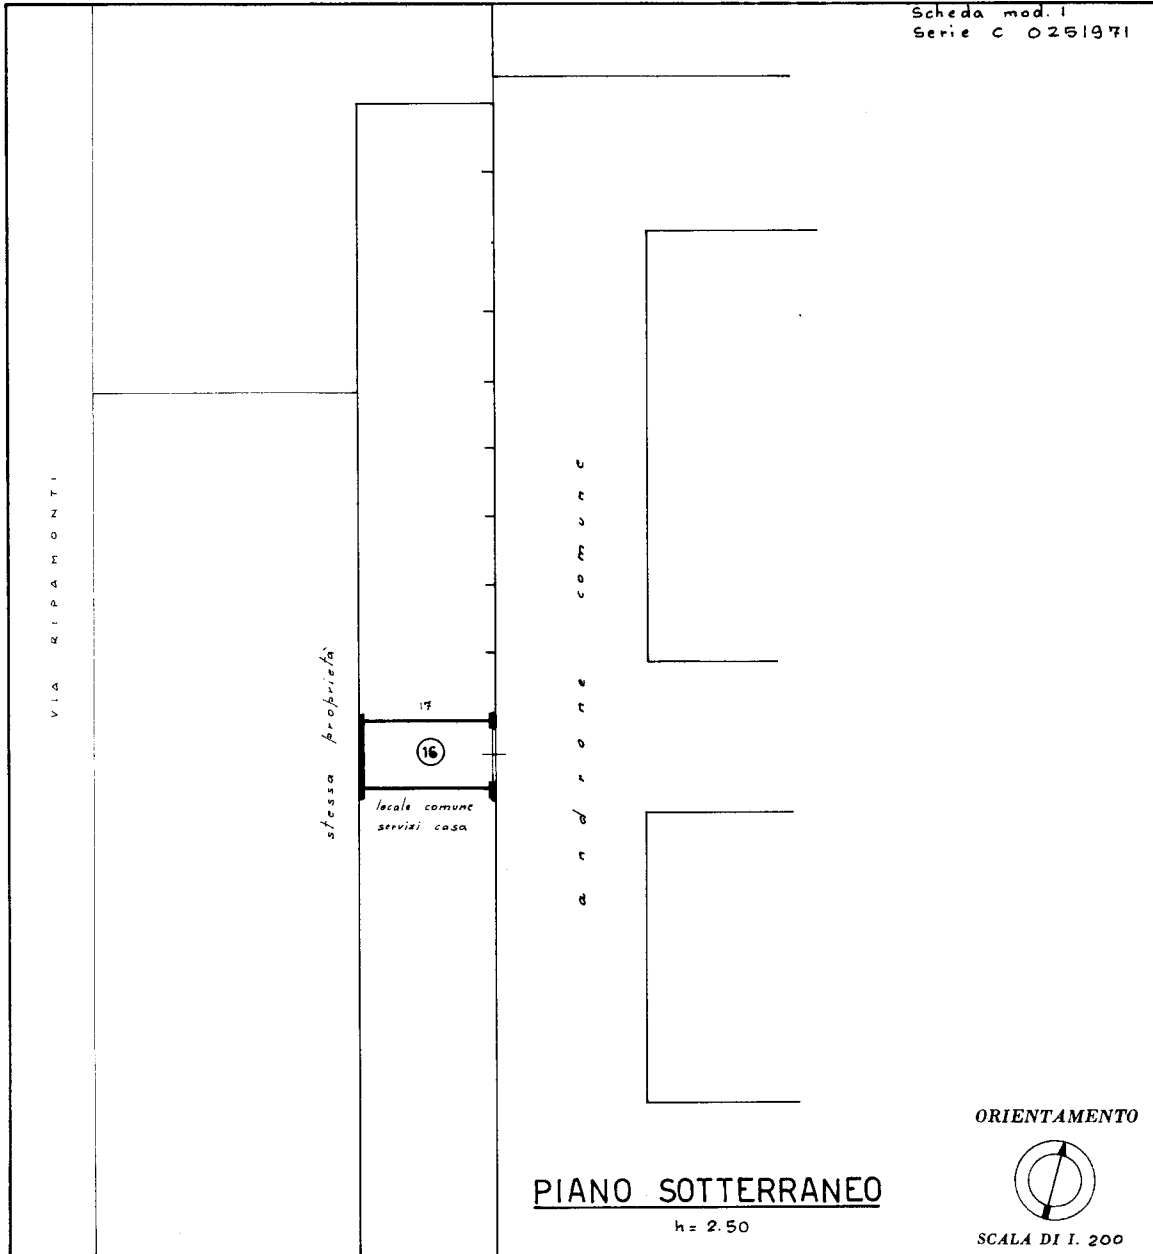 Scheda mod. 1
Serie C 0251971
VIA RIPAMONTI
stessa proprietà
17
16
locale comune
servizi casa
androne comune
PIANO SOTTERRANEO
h = 2.50
ORIENTAMENTO
SCALA DI I. 200